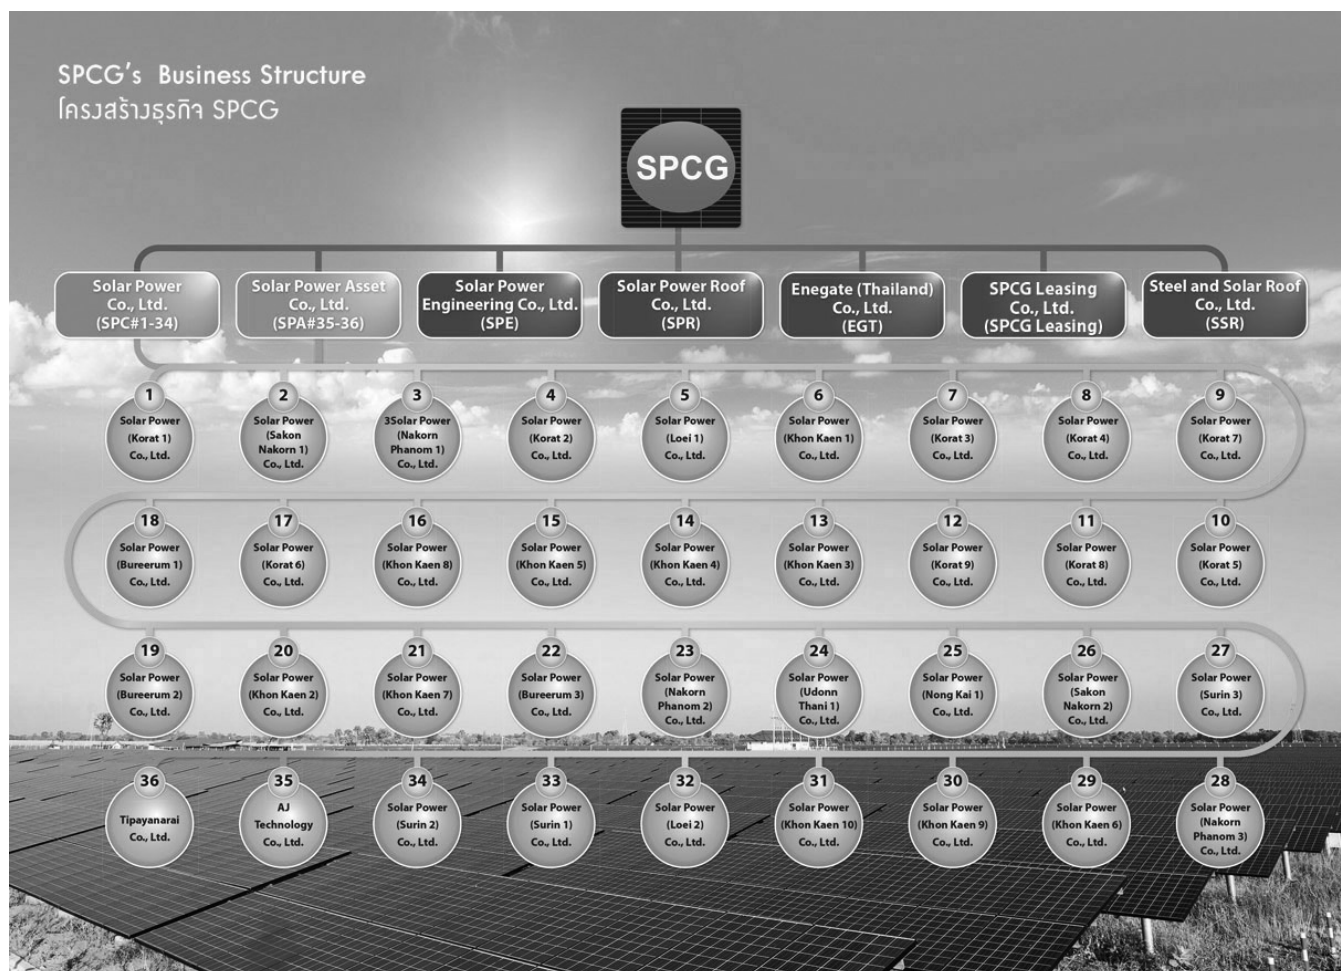 SPCG's Business Structure
โครงสร้างธุรกิจ SPCG
SPCG
Solar Power
Co., Ltd.
(SPC#1-34)
Solar Power Asset
Co., Ltd.
(SPA#35-36)
Solar Power
Engineering Co., Ltd.
(SPE)
Solar Power Roof
Co., Ltd.
(SPR)
Enegate (Thailand)
Co., Ltd.
(EGT)
SPCG Leasing
Co., Ltd.
(SPCG Leasing)
Steel and Solar Roof
Co., Ltd.
(SSR)
1
Solar Power
(Korat 1)
Co., Ltd.
2
Solar Power
(Sakon
Nakorn 1)
Co., Ltd.
3
3Solar Power
(Nakorn
Phanom 1)
Co., Ltd.
4
Solar Power
(Korat 2)
Co., Ltd.
5
Solar Power
(Loei 1)
Co., Ltd.
6
Solar Power
(Khon Kaen 1)
Co., Ltd.
7
Solar Power
(Korat 3)
Co., Ltd.
8
Solar Power
(Korat 4)
Co., Ltd.
9
Solar Power
(Korat 7)
Co., Ltd.
18
Solar Power
(Bureerum 1)
Co., Ltd.
17
Solar Power
(Korat 6)
Co., Ltd.
16
Solar Power
(Khon Kaen 8)
Co., Ltd.
15
Solar Power
(Khon Kaen 5)
Co., Ltd.
14
Solar Power
(Khon Kaen 4)
Co., Ltd.
13
Solar Power
(Khon Kaen 3)
Co., Ltd.
12
Solar Power
(Korat 9)
Co., Ltd.
11
Solar Power
(Korat 8)
Co., Ltd.
10
Solar Power
(Korat 5)
Co., Ltd.
19
Solar Power
(Bureerum 2)
Co., Ltd.
20
Solar Power
(Khon Kaen 2)
Co., Ltd.
21
Solar Power
(Khon Kaen 7)
Co., Ltd.
22
Solar Power
(Bureerum 3)
Co., Ltd.
23
Solar Power
(Nakorn
Phanom 2)
Co., Ltd.
24
Solar Power
(Udonn
Thani 1)
Co., Ltd.
25
Solar Power
(Nong Kai 1)
Co., Ltd.
26
Solar Power
(Sakon
Nakorn 2)
Co., Ltd.
27
Solar Power
(Surin 3)
Co., Ltd.
36
Tipayanarai
Co., Ltd.
35
AJ
Technology
Co., Ltd.
34
Solar Power
(Surin 2)
Co., Ltd.
33
Solar Power
(Surin 1)
Co., Ltd.
32
Solar Power
(Loei 2)
Co., Ltd.
31
Solar Power
(Khon Kaen 10)
Co., Ltd.
30
Solar Power
(Khon Kaen 9)
Co., Ltd.
29
Solar Power
(Khon Kaen 6)
Co., Ltd.
28
Solar Power
(Nakorn
Phanom 3)
Co., Ltd.